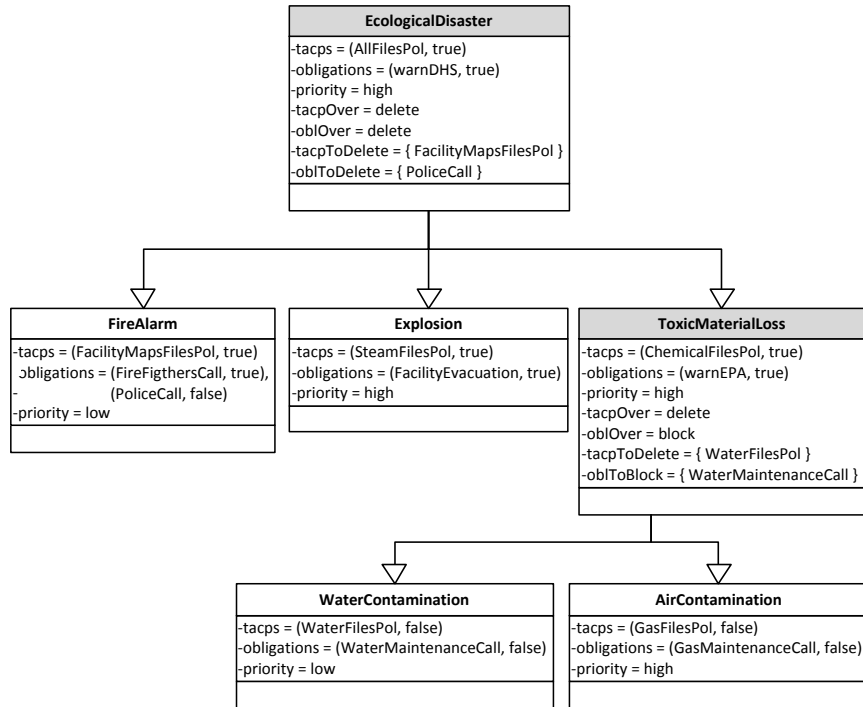 EcologicalDisaster
-tacps = (AllFilesPol, true)
-obligations = (warnDHS, true)
-priority = high
-tacpOver = delete
-oblOver = delete
-tacpToDelete = { FacilityMapsFilesPol }
-oblToDelete = { PoliceCall }
FireAlarm
-tacps = (FacilityMapsFilesPol, true)
obligations = (FireFigthersCall, true),
- (PoliceCall, false)
-priority = low
Explosion
-tacps = (SteamFilesPol, true)
-obligations = (FacilityEvacuation, true)
-priority = high
ToxicMaterialLoss
-tacps = (ChemicalFilesPol, true)
-obligations = (warnEPA, true)
-priority = high
-tacpOver = delete
-oblOver = block
-tacpToDelete = { WaterFilesPol }
-oblToBlock = { WaterMaintenanceCall }
WaterContamination
-tacps = (WaterFilesPol, false)
-obligations = (WaterMaintenanceCall, false)
-priority = low
AirContamination
-tacps = (GasFilesPol, false)
-obligations = (GasMaintenanceCall, false)
-priority = high